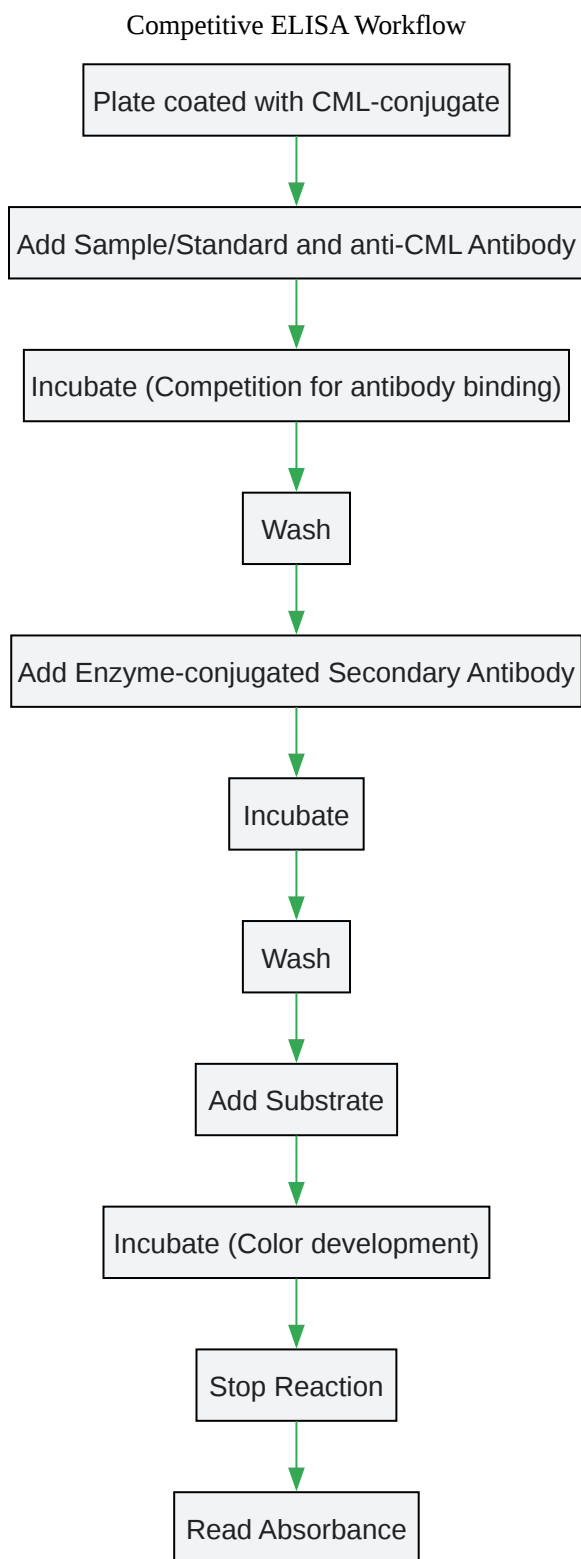 Competitive ELISA Workflow
Plate coated with CML-conjugate
Add Sample/Standard and anti-CML Antibody
Incubate (Competition for antibody binding)
Wash
Add Enzyme-conjugated Secondary Antibody
Incubate
Wash
Add Substrate
Incubate (Color development)
Stop Reaction
Read Absorbance